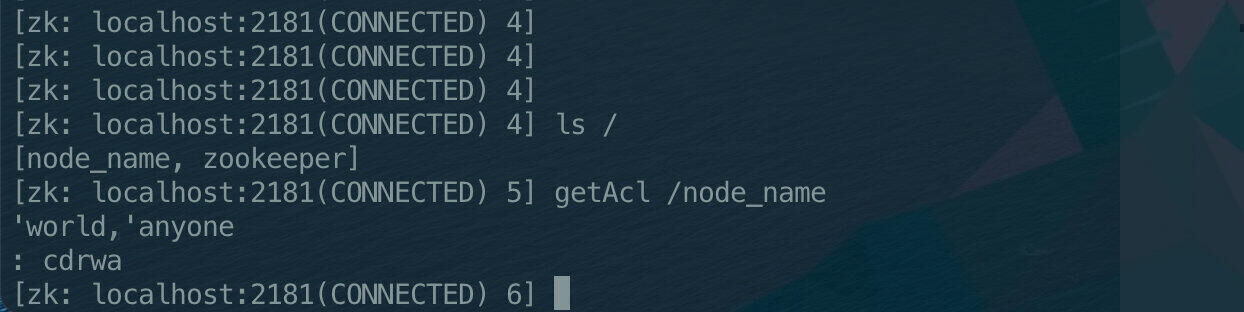 [zk: localhost:2181(CONNECTED) 4]
[zk: localhost:2181(CONNECTED) 4]
[zk: localhost:2181(CONNECTED) 4]
[zk: localhost:2181(CONNECTED) 4] ls /
[node_name, zookeeper]
[zk: localhost:2181(CONNECTED) 5] getAcl /node_name
'world,'anyone
: cdrwa
[zk: localhost:2181(CONNECTED) 6]